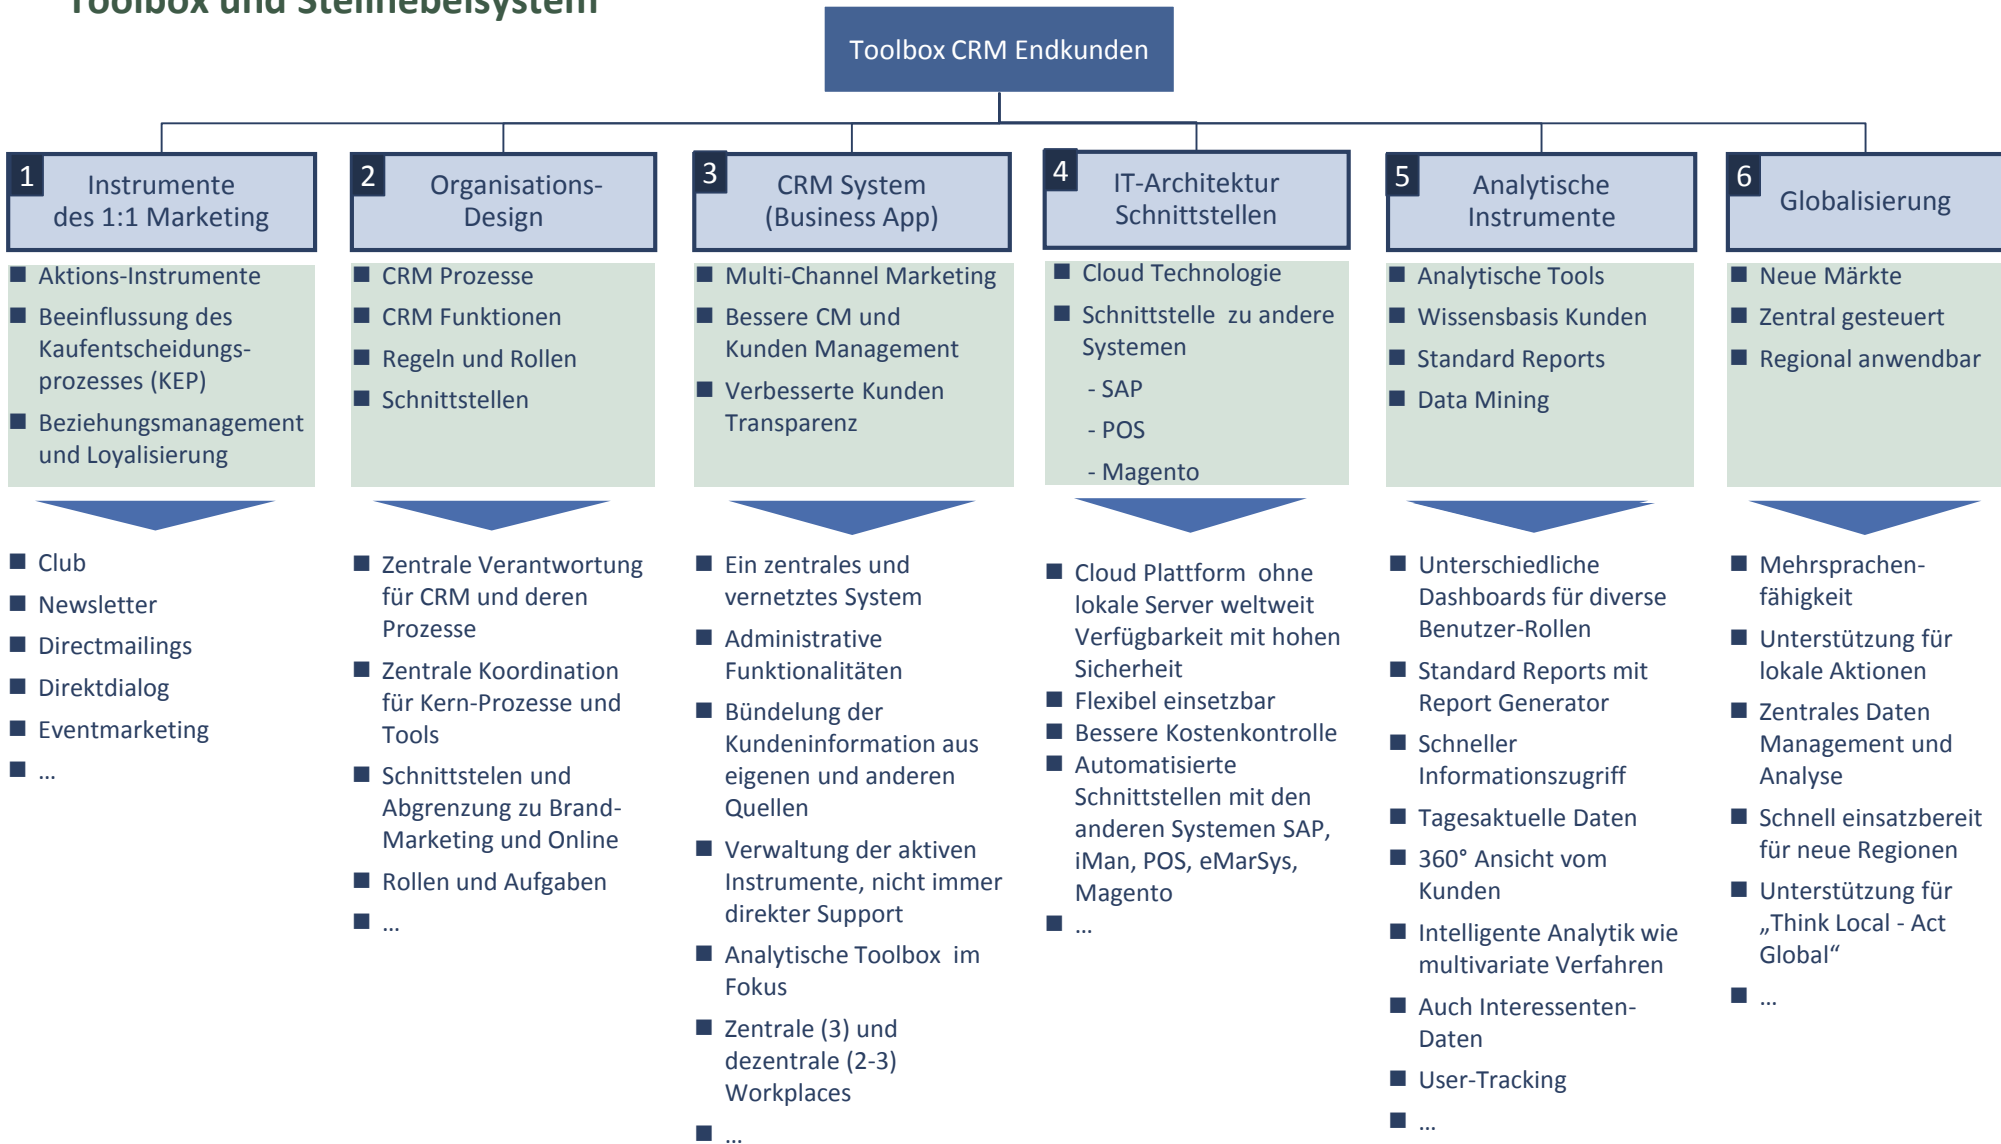 Toolbox und Stellhebelsystem
Toolbox CRM Endkunden
1
Instrumente
des 1:1 Marketing
■ Aktions-Instrumente
■ Beeinflussung des
Kaufentscheidungs-
prozesses (KEP)
■ Beziehungsmanagement
und Loyalisierung
■ Club
■ Newsletter
■ Directmailings
■ Direktdialog
■ Eventmarketing
■ ...
2
Organisations-
Design
■ CRM Prozesse
■ CRM Funktionen
■ Regeln und Rollen
■ Schnittstellen
■ Zentrale Verantwortung
für CRM und deren
Prozesse
■ Zentrale Koordination
für Kern-Prozesse und
Tools
■ Schnittstelen und
Abgrenzung zu Brand-
Marketing und Online
■ Rollen und Aufgaben
■ ...
3
CRM System
(Business App)
■ Multi-Channel Marketing
■ Bessere CM und
Kunden Management
■ Verbesserte Kunden
Transparenz
■ Ein zentrales und
vernetztes System
■ Administrative
Funktionalitäten
■ Bündelung der
Kundeninformation aus
eigenen und anderen
Quellen
■ Verwaltung der aktiven
Instrumente, nicht immer
direkter Support
■ Analytische Toolbox im
Fokus
■ Zentrale (3) und
dezentrale (2-3)
Workplaces
■ ...
4
IT-Architektur
Schnittstellen
■ Cloud Technologie
■ Schnittstelle zu andere
Systemen
- SAP
- POS
- Magento
■ Cloud Plattform ohne
lokale Server weltweit
Verfügbarkeit mit hohen
Sicherheit
■ Flexibel einsetzbar
■ Bessere Kostenkontrolle
■ Automatisierte
Schnittstellen mit den
anderen Systemen SAP,
iMan, POS, eMarSys,
Magento
■ ...
5
Analytische
Instrumente
■ Analytische Tools
■ Wissensbasis Kunden
■ Standard Reports
■ Data Mining
■ Unterschiedliche
Dashboards für diverse
Benutzer-Rollen
■ Standard Reports mit
Report Generator
■ Schneller
Informationszugriff
■ Tagesaktuelle Daten
■ 360° Ansicht vom
Kunden
■ Intelligente Analytik wie
multivariate Verfahren
■ Auch Interessenten-
Daten
■ User-Tracking
■ ...
6
Globalisierung
■ Neue Märkte
■ Zentral gesteuert
■ Regional anwendbar
■ Mehrsprachen-
fähigkeit
■ Unterstützung für
lokale Aktionen
■ Zentrales Daten
Management und
Analyse
■ Schnell einsatzbereit
für neue Regionen
■ Unterstützung für
„Think Local - Act
Global“
■ ...